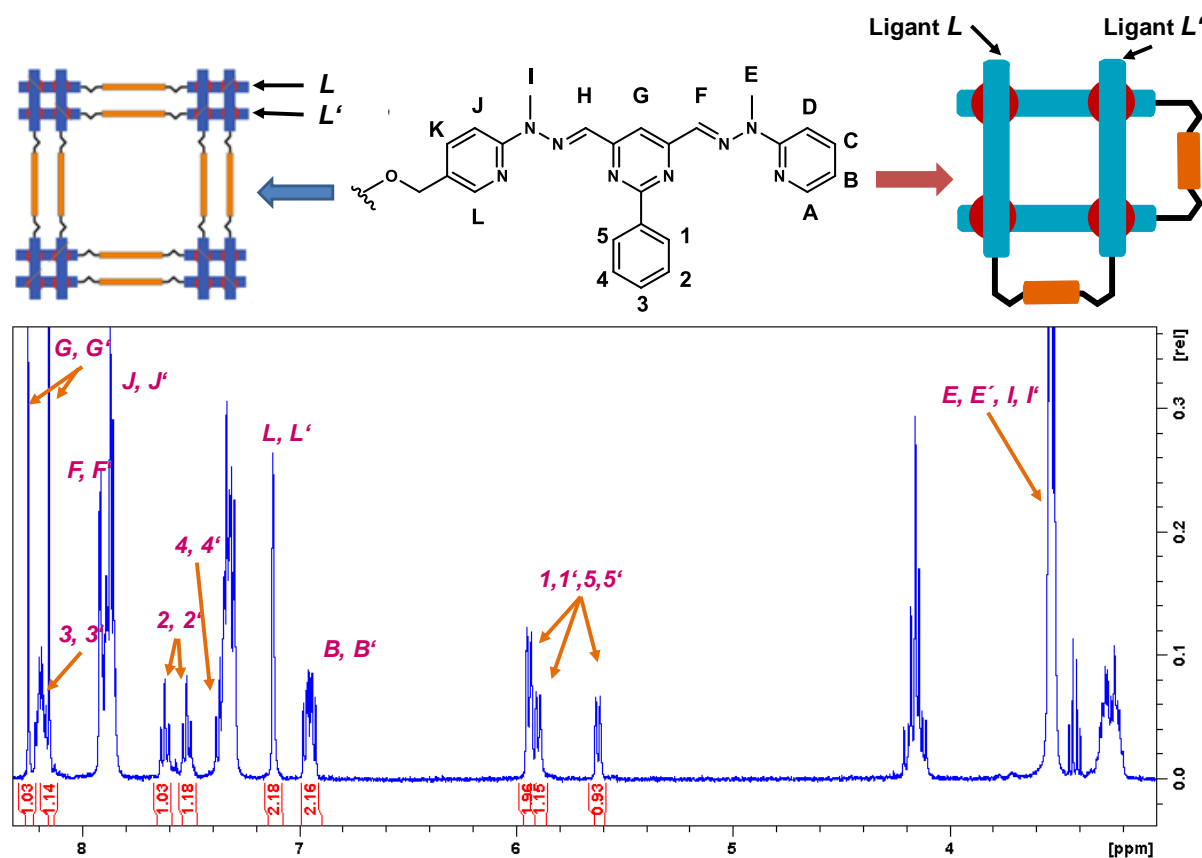 Ligant L
Ligant L‘
L
L‘
I
E
J
H
G
F
D
K
N
N
N
N
C
O
N
N
N
N
B
L
A
5
1
4
2
3
G, G‘
J, J‘
[rel]
E, E´, I, I‘
0.3
L, L‘
F, F‘
4, 4‘
1,1‘,5,5‘
0.2
3, 3‘
2, 2‘
B, B‘
0.1
0.0
1.03
1.14
1.03
1.18
2.18
2.16
1.96
1.15
0.93
8
7
6
5
4
[ppm]